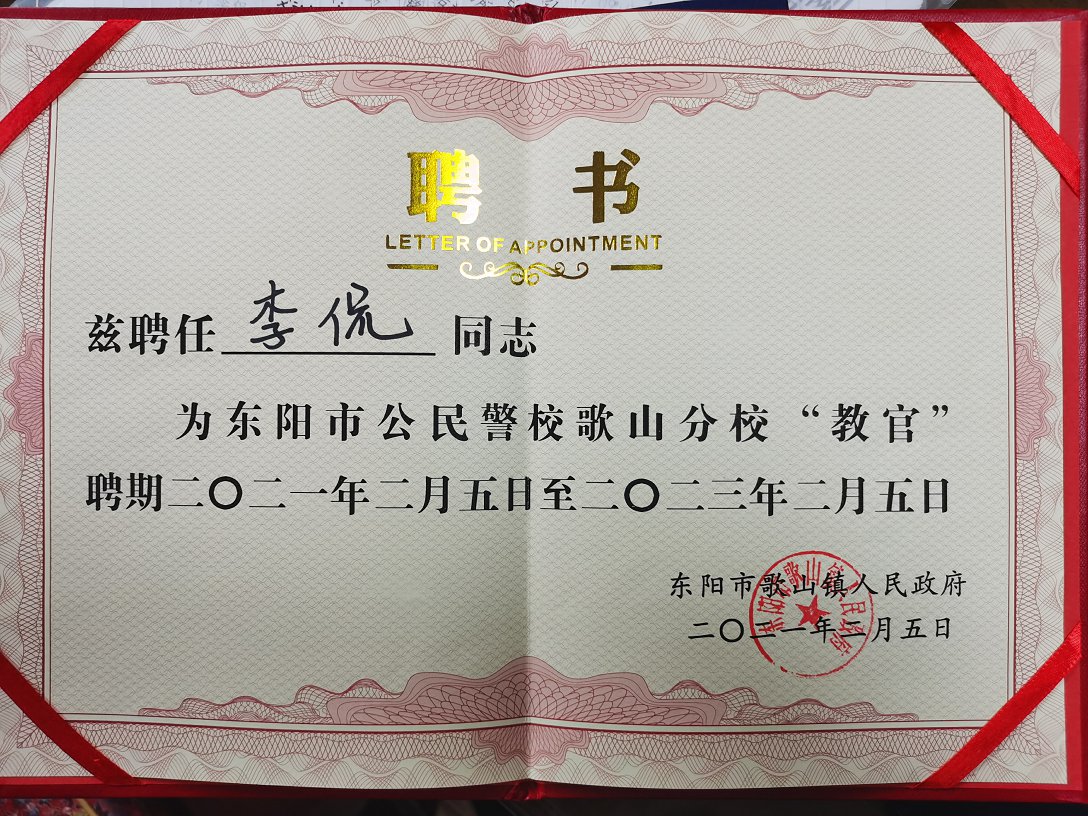 聘 书
LETTER OF APPOINTMENT
兹聘任 李侃 同志
为东阳市公民警校歌山分校“教官”
聘期二〇二一年二月五日至二〇二三年二月五日
东阳市歌山镇人民政府
二〇二一年二月五日